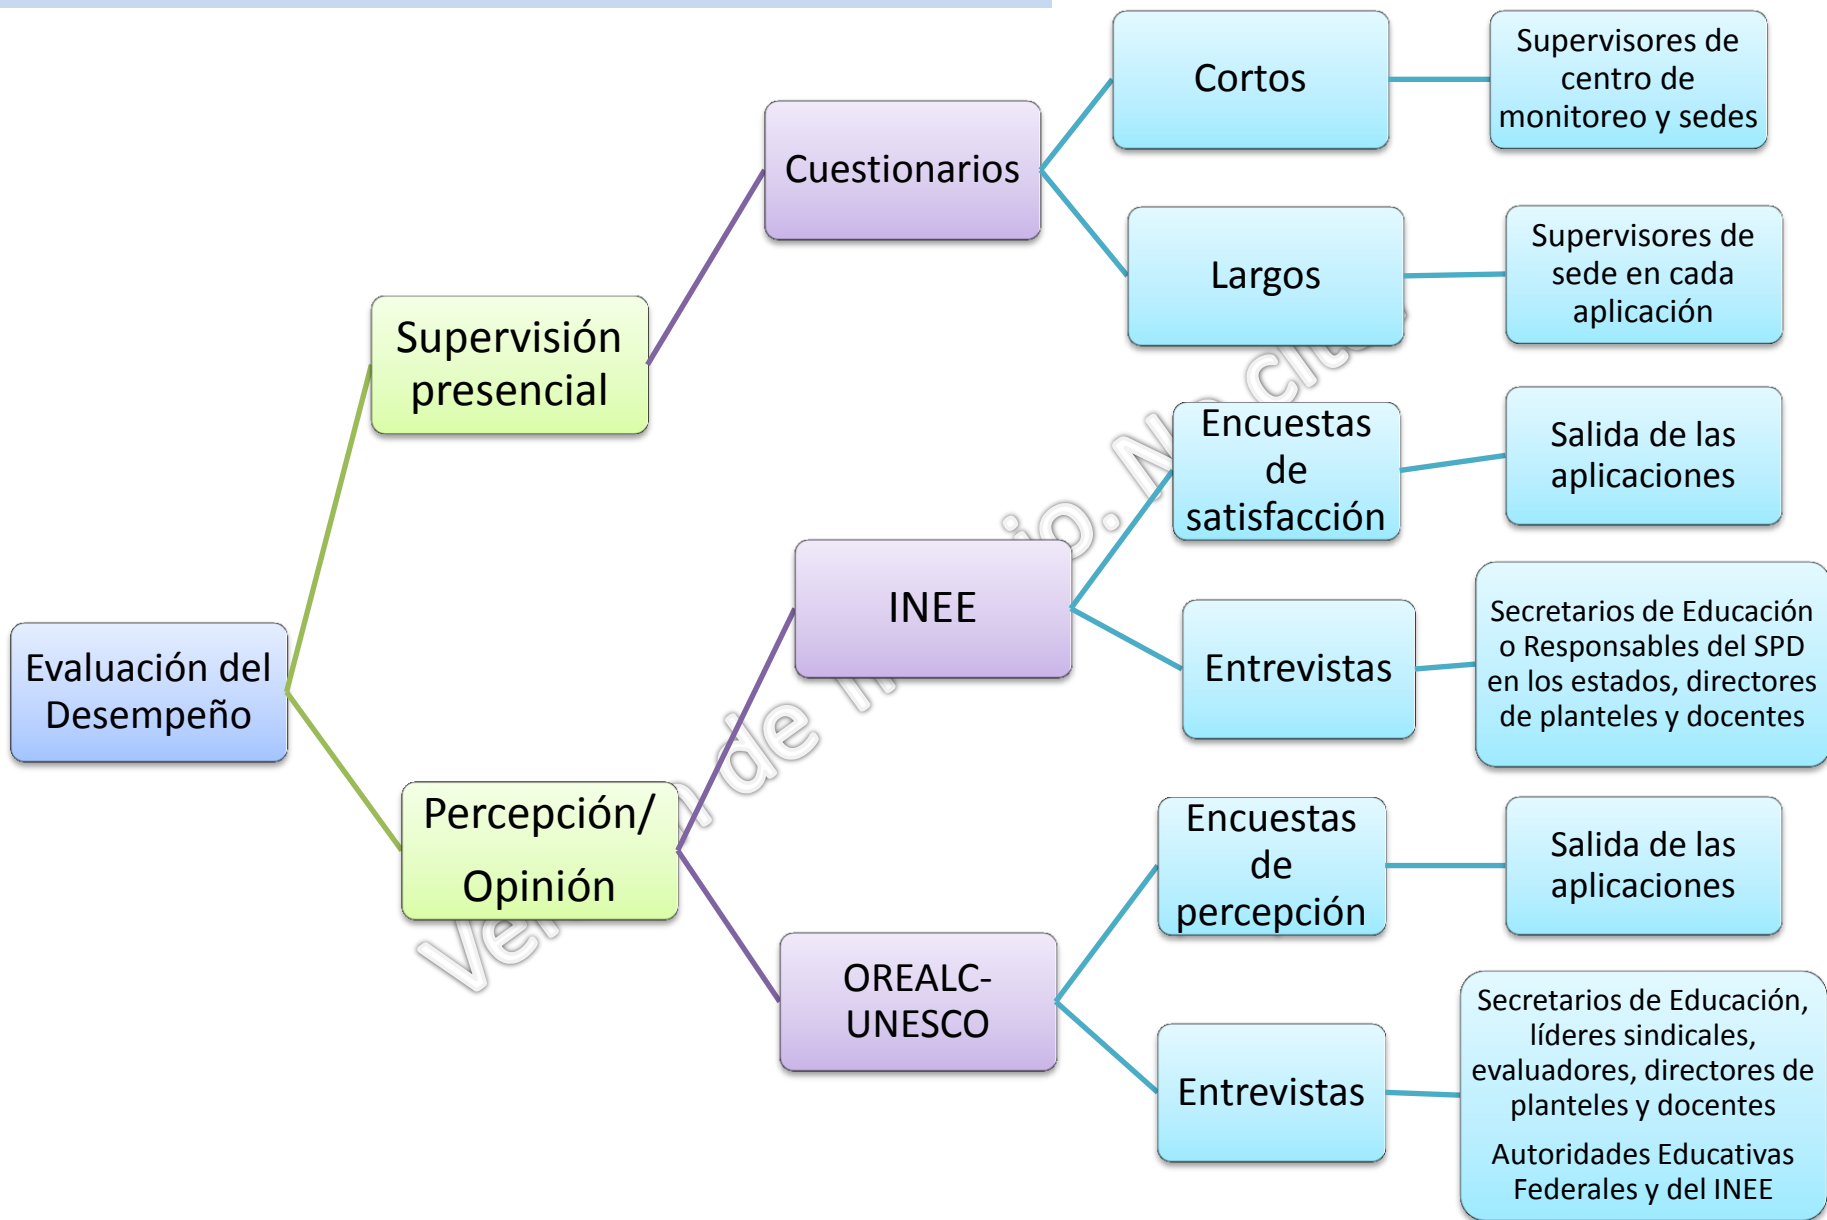 Evaluación del
Desempeño
Supervisión
presencial
Cuestionarios
Cortos
Supervisores de
centro de
monitoreo y sedes
Largos
Supervisores de
sede en cada
aplicación
Percepción/
Opinión
INEE
Encuestas
de
satisfacción
Salida de las
aplicaciones
Entrevistas
Secretarios de Educación
o Responsables del SPD
en los estados, directores
de planteles y docentes
OREALC-
UNESCO
Encuestas
de
percepción
Salida de las
aplicaciones
Entrevistas
Secretarios de Educación,
líderes sindicales,
evaluadores, directores de
planteles y docentes
Autoridades Educativas
Federales y del INEE
de